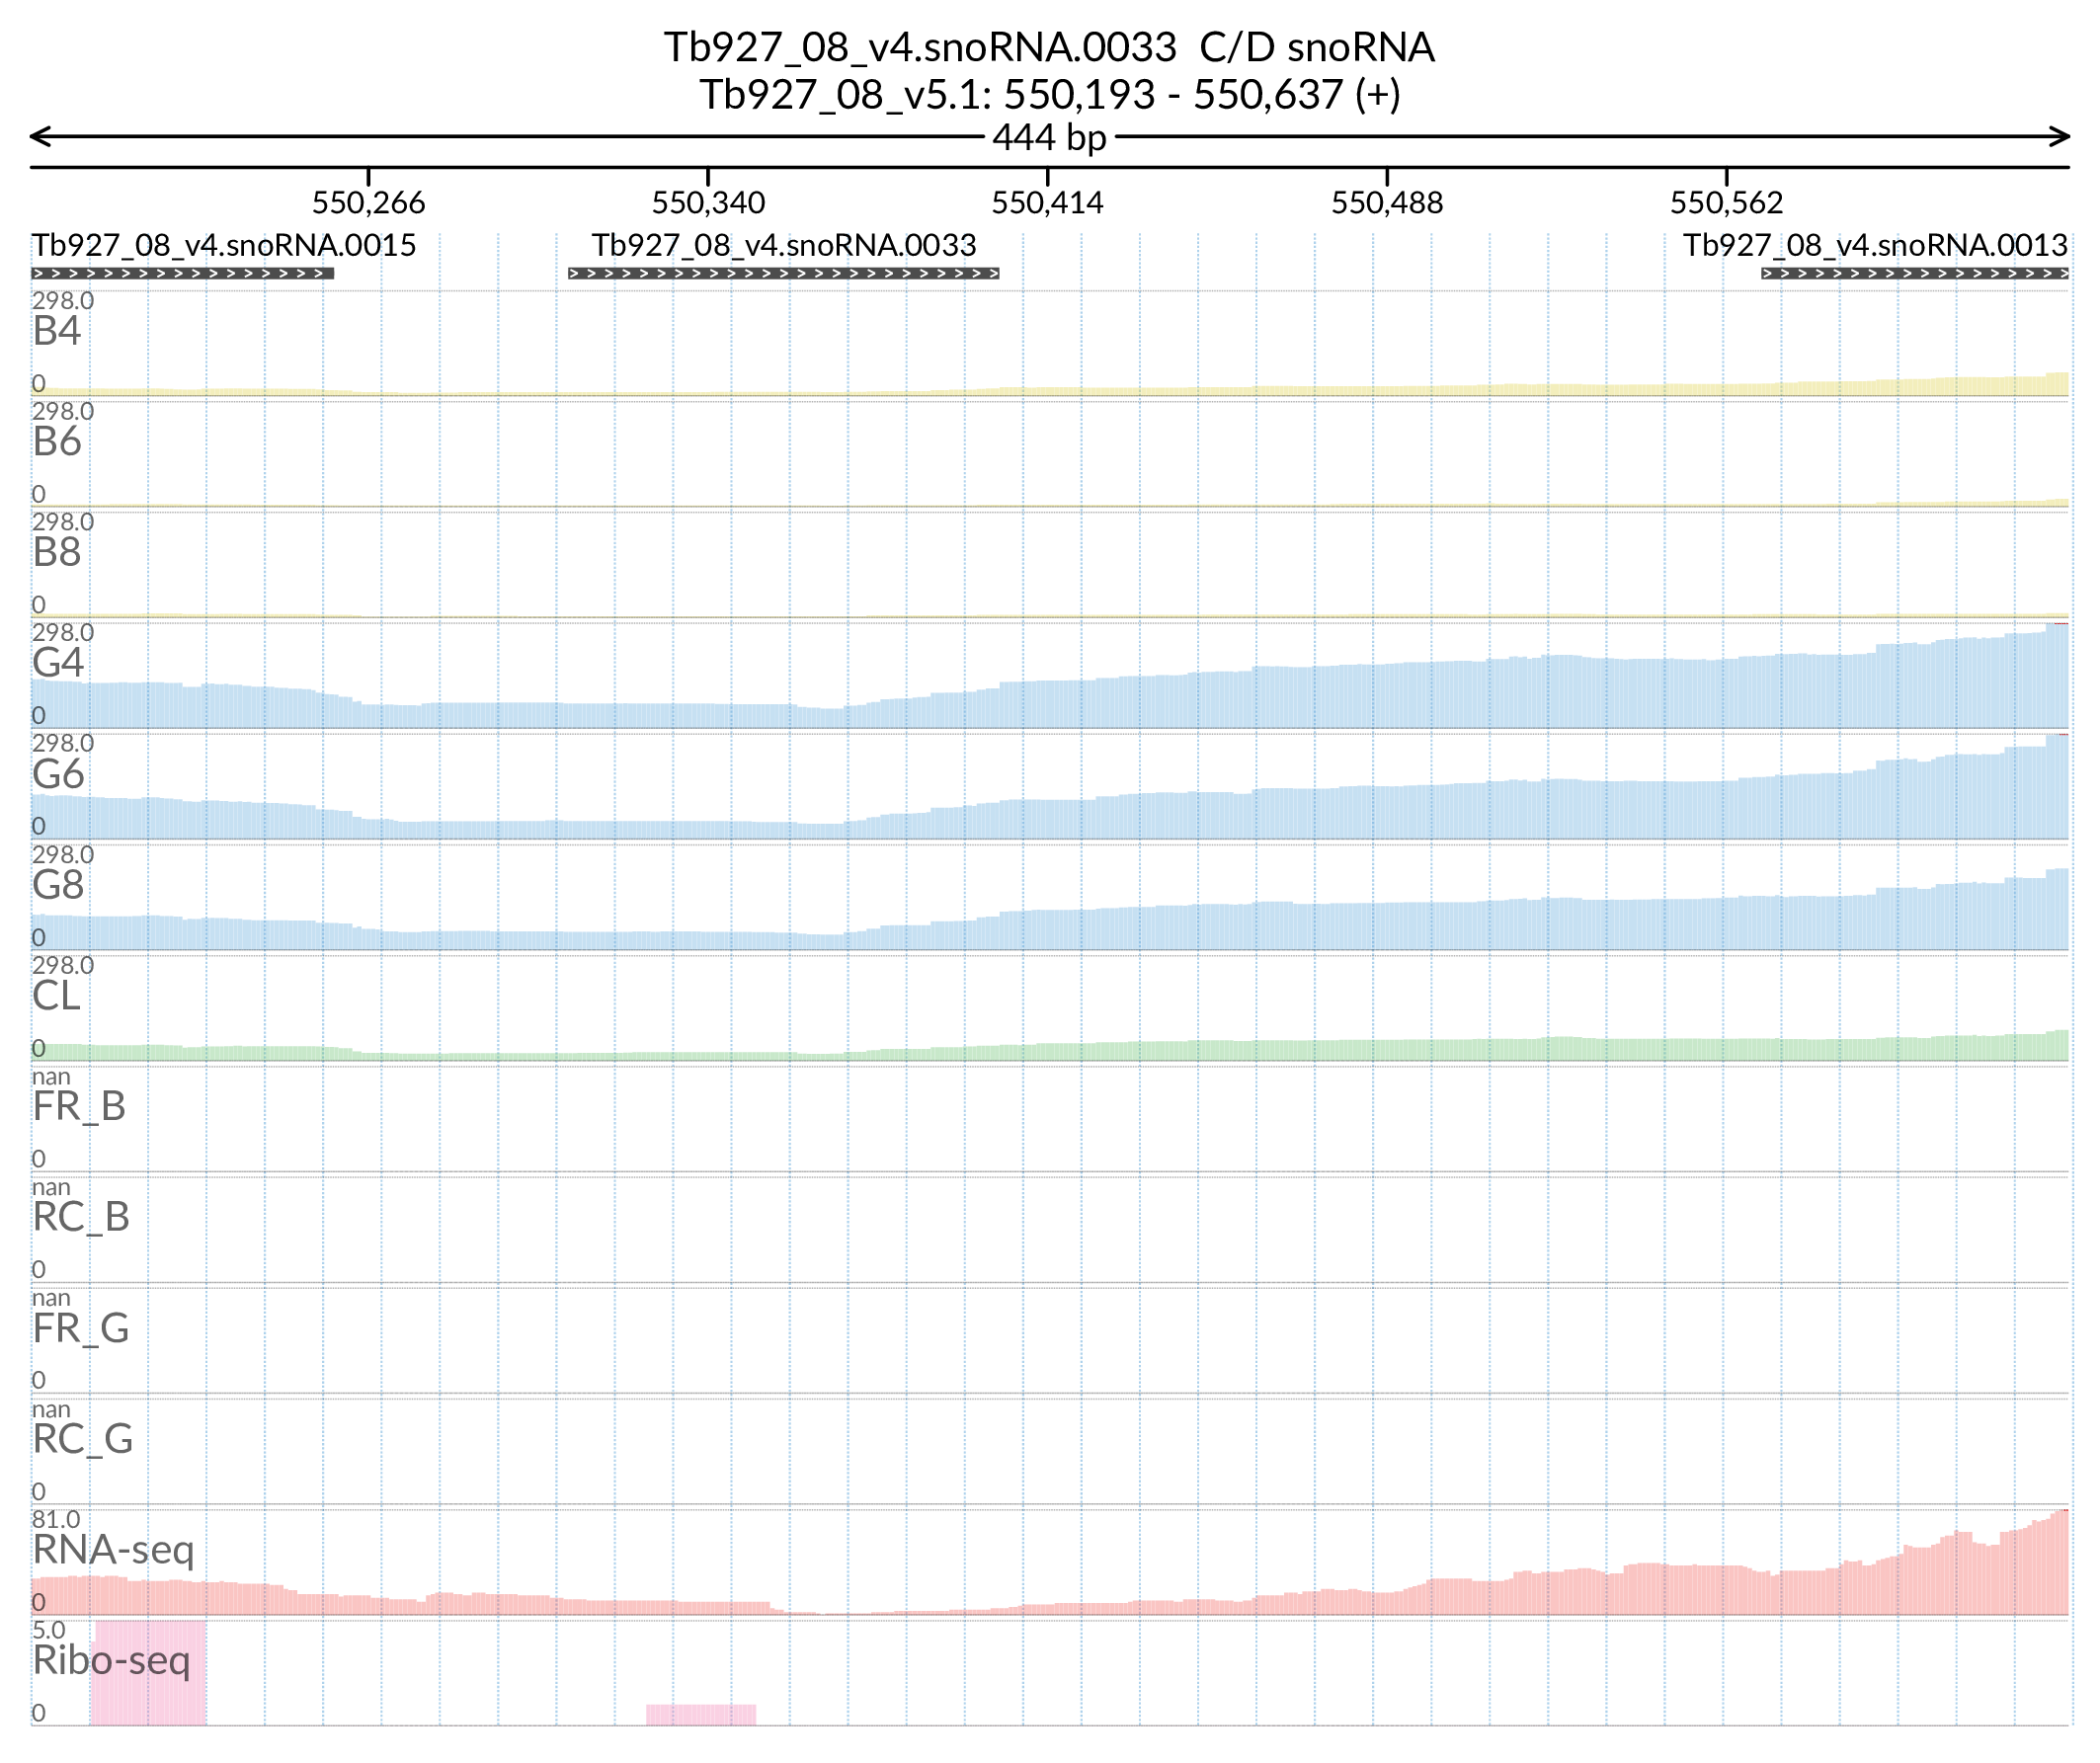 Tb927_08_v4.snoRNA.0033  C/D snoRNA
Tb927_08_v5.1: 550,193 - 550,637 (+)
444 bp
550,266 550,340 550,414 550,488 550,562
Tb927_08_v4.snoRNA.0015 Tb927_08_v4.snoRNA.0033 Tb927_08_v4.snoRNA.0013
298.0
B4
0
298.0
B6
0
298.0
B8
0
298.0
G4
0
298.0
G6
0
298.0
G8
0
298.0
CL
0
nan
FR_B
0
nan
RC_B
0
nan
FR_G
0
nan
RC_G
0
81.0
RNA-seq
0
5.0
Ribo-seq
0